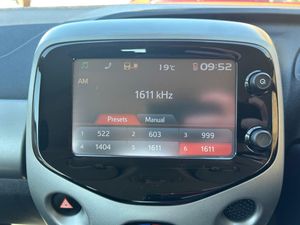 19°C
09:52
AM
1611 kHz
Presets Manual
1 522 2 603 3 999
4 1404 5 1611 6 1611